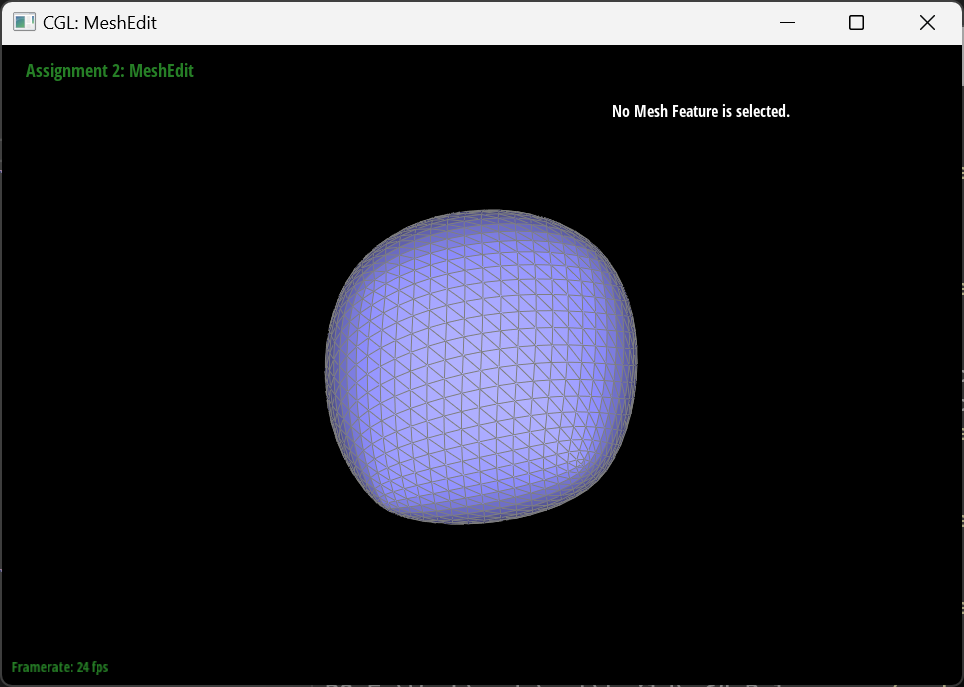 CGL: MeshEdit
Assignment 2: MeshEdit
No Mesh Feature is selected.
Framerate: 24 fps